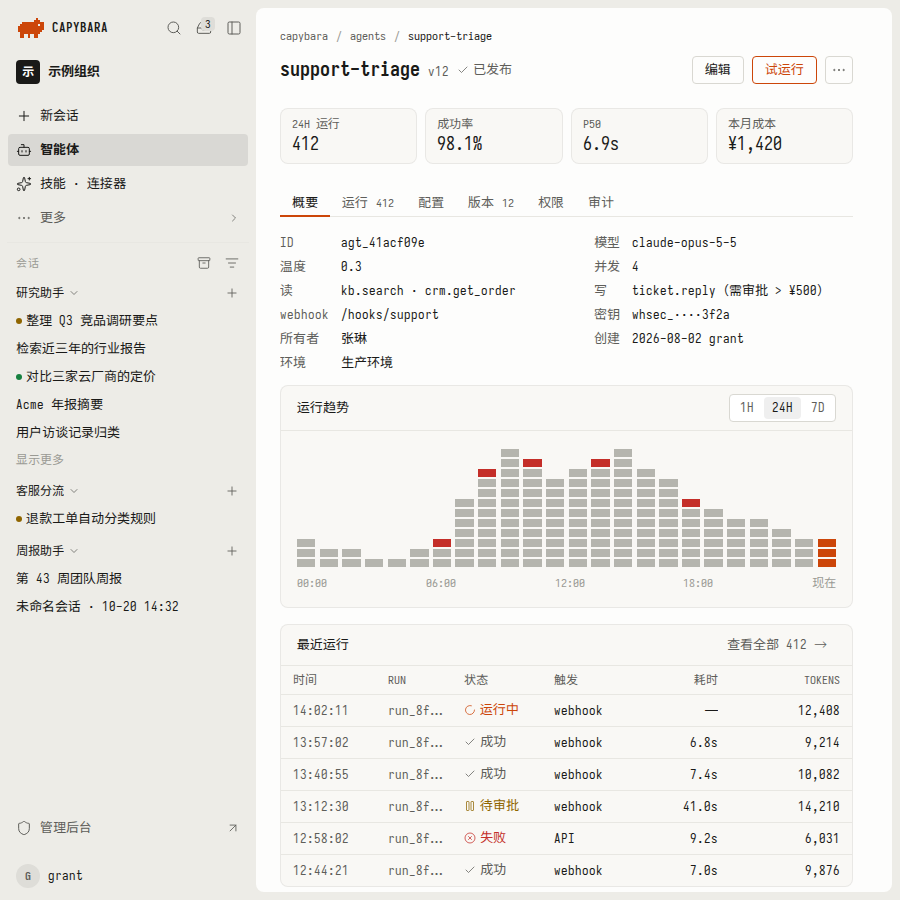 CAPYBARA
3
示 示例组织
新会话
智能体
技能 · 连接器
更多
会话
研究助手
整理 Q3 竞品调研要点
检索近三年的行业报告
对比三家云厂商的定价
Acme 年报摘要
用户访谈记录归类
显示更多
客服分流
退款工单自动分类规则
周报助手
第 43 周团队周报
未命名会话 · 10-20 14:32
管理后台
G grant
capybara / agents / support-triage
support-triage v12 已发布
编辑 试运行 ···
24H 运行 成功率 P50 本月成本
412 98.1% 6.9s ¥1,420
概要 运行 412 配置 版本 12 权限 审计
ID agt_41acf09e 模型 claude-opus-5-5
温度 0.3 并发 4
读 kb.search · crm.get_order 写 ticket.reply (需审批 > ¥500)
webhook /hooks/support 密钥 whsec_····3f2a
所有者 张琳 创建 2026-08-02 grant
环境 生产环境
运行趋势 1H 24H 7D
00:00 06:00 12:00 18:00 现在
最近运行 查看全部 412 →
时间 RUN 状态 触发 耗时 TOKENS
14:02:11 run_8f... 运行中 webhook — 12,408
13:57:02 run_8f... 成功 webhook 6.8s 9,214
13:40:55 run_8f... 成功 webhook 7.4s 10,082
13:12:30 run_8f... 待审批 webhook 41.0s 14,210
12:58:02 run_8f... 失败 API 9.2s 6,031
12:44:21 run_8f... 成功 webhook 7.0s 9,876